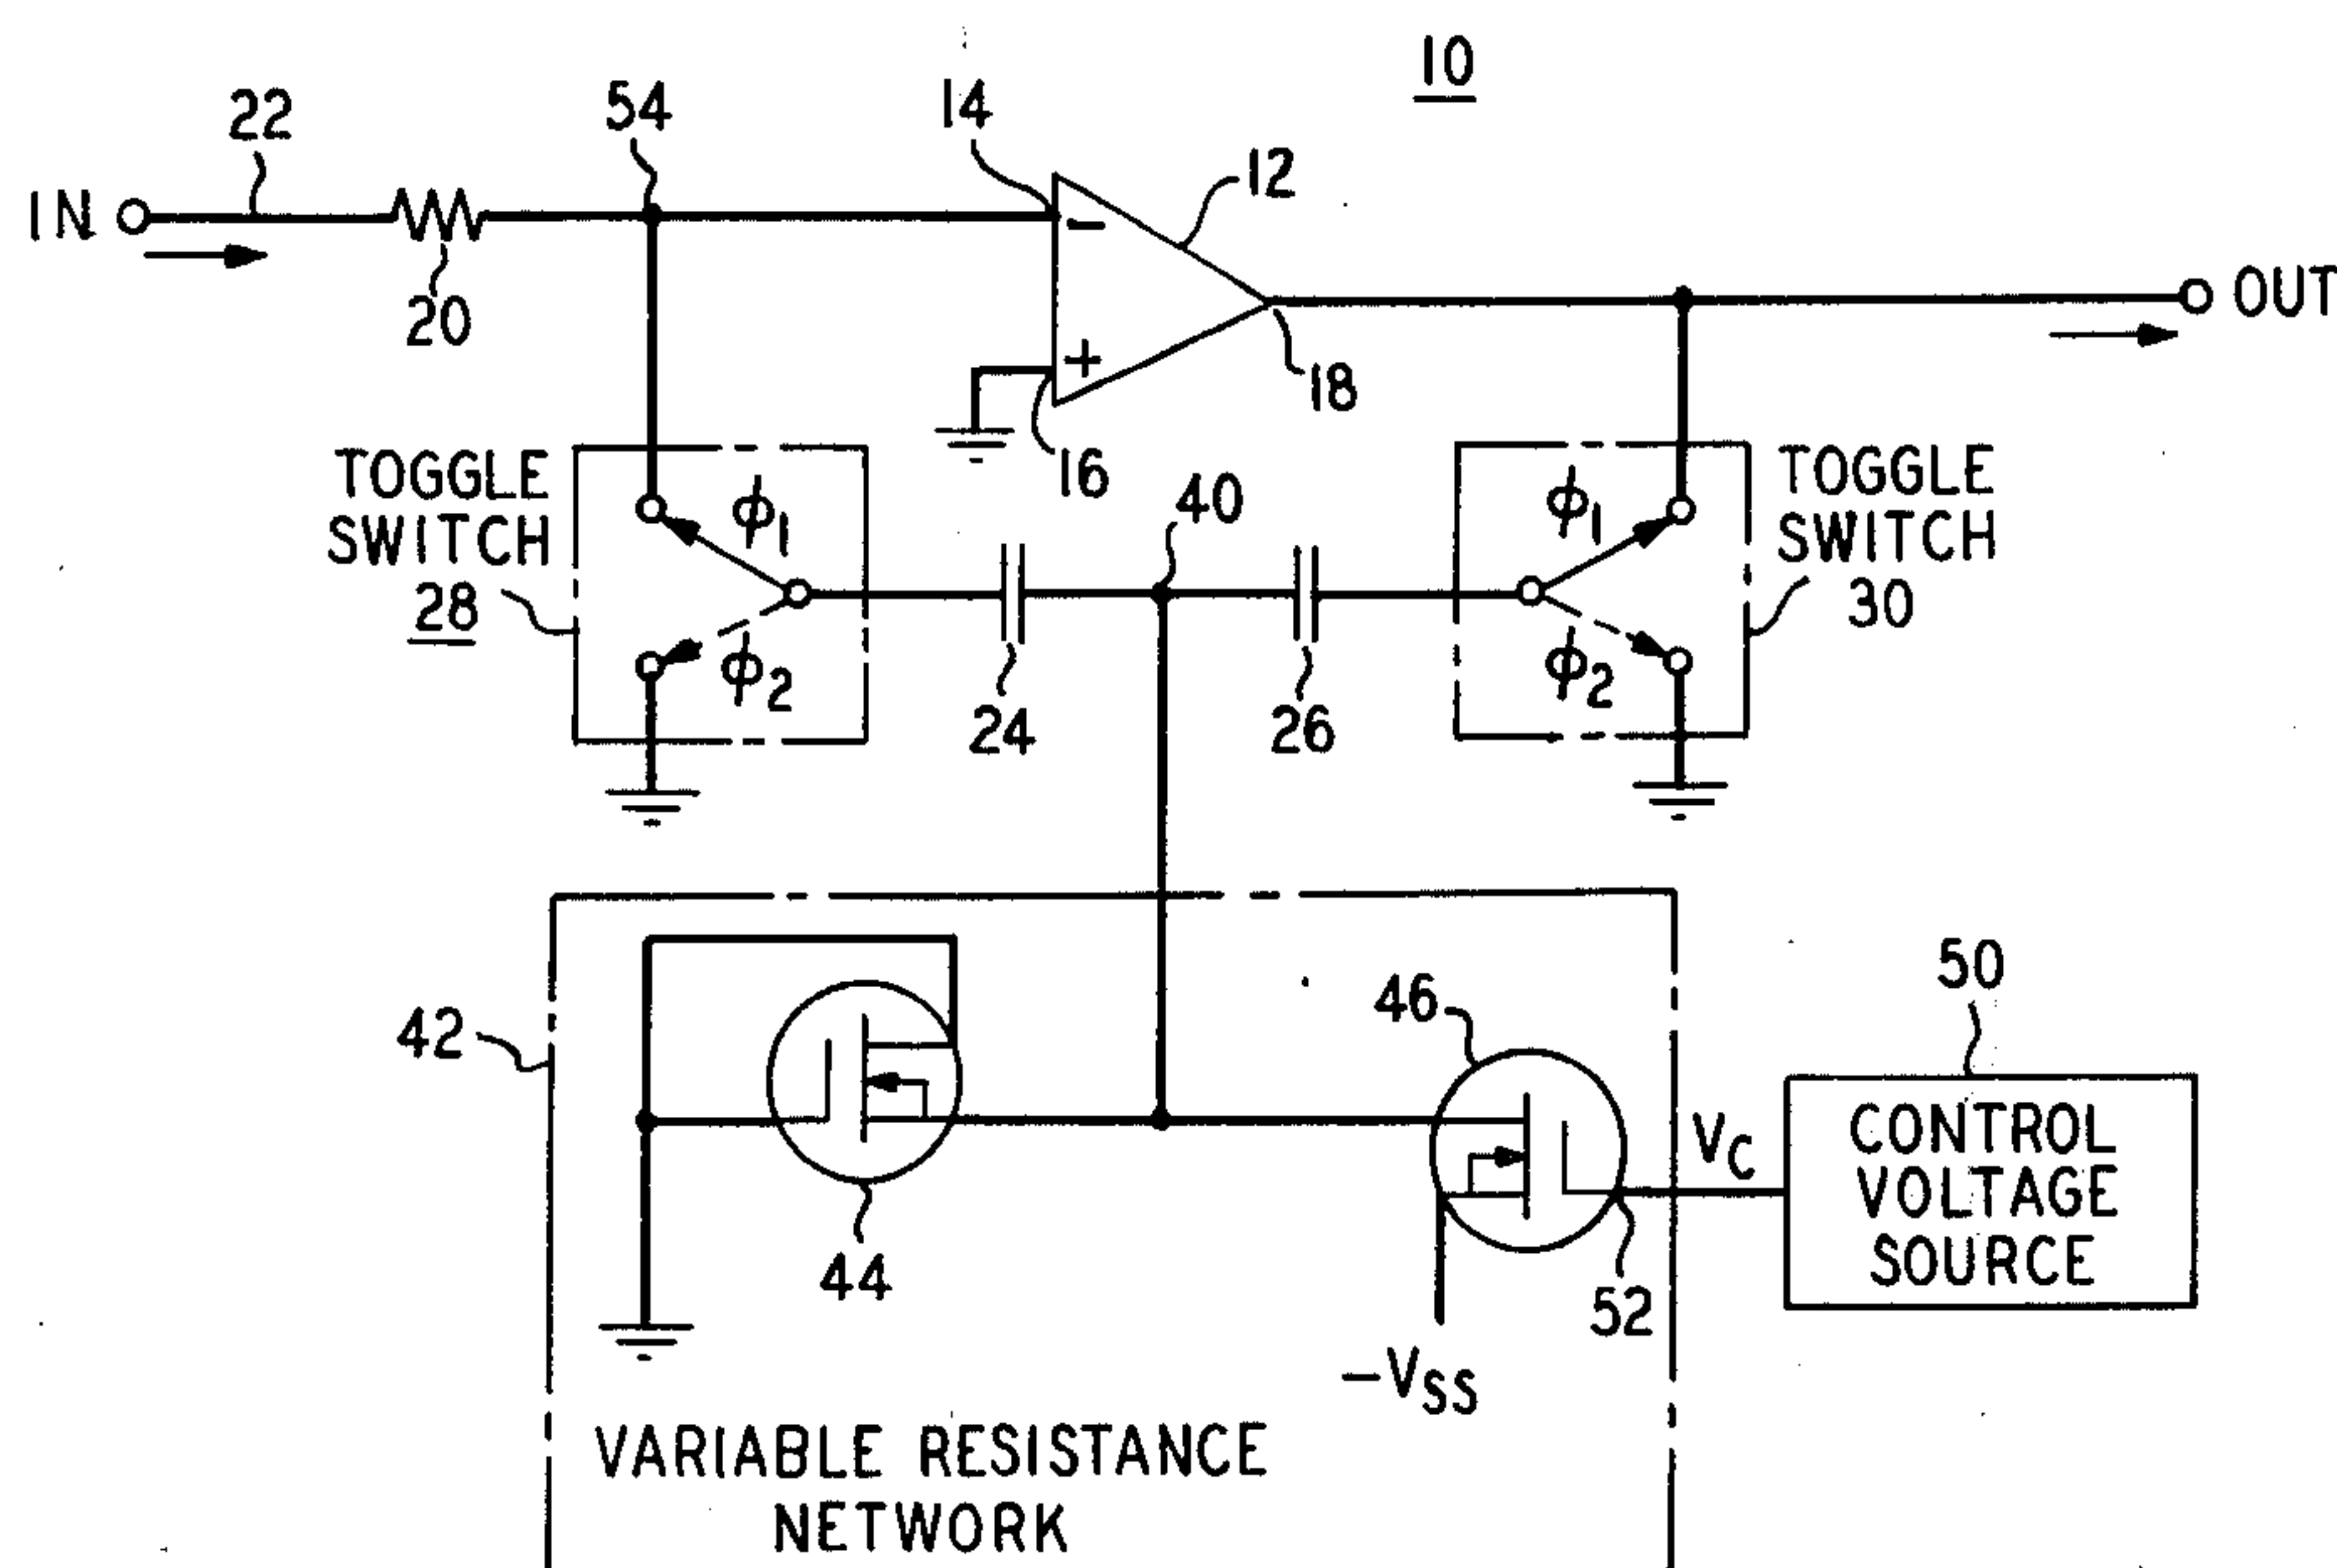 10
22
54
14
12
IN
-
20
OUT
+
18
16
TOGGLE
SWITCH
28
ϕ1
ϕ2
40
24
26
ϕ1
ϕ2
TOGGLE
SWITCH
30
42
44
46
50
VC
CONTROL
VOLTAGE
SOURCE
52
-VSS
VARIABLE RESISTANCE
NETWORK